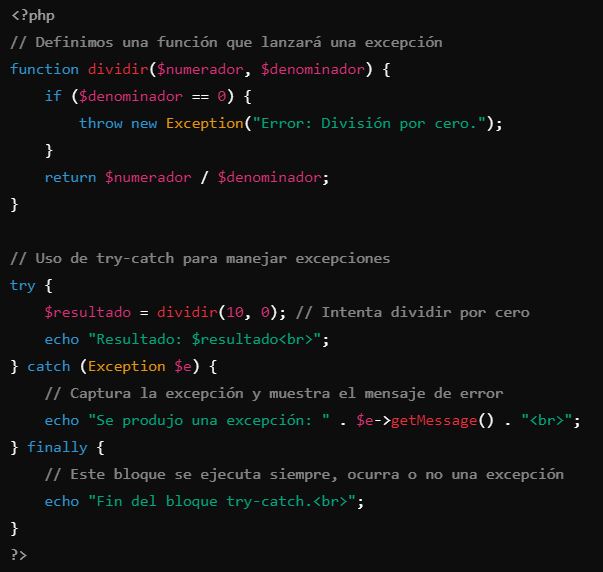 <?php
// Definimos una función que lanzará una excepción
function dividir($numerador, $denominador) {
    if ($denominador == 0) {
        throw new Exception("Error: División por cero.");
    }
    return $numerador / $denominador;
}

// Uso de try-catch para manejar excepciones
try {
    $resultado = dividir(10, 0); // Intenta dividir por cero
    echo "Resultado: $resultado<br>";
} catch (Exception $e) {
    // Captura la excepción y muestra el mensaje de error
    echo "Se produjo una excepción: " . $e->getMessage() . "<br>";
} finally {
    // Este bloque se ejecuta siempre, ocurra o no una excepción
    echo "Fin del bloque try-catch.<br>";
}
?>